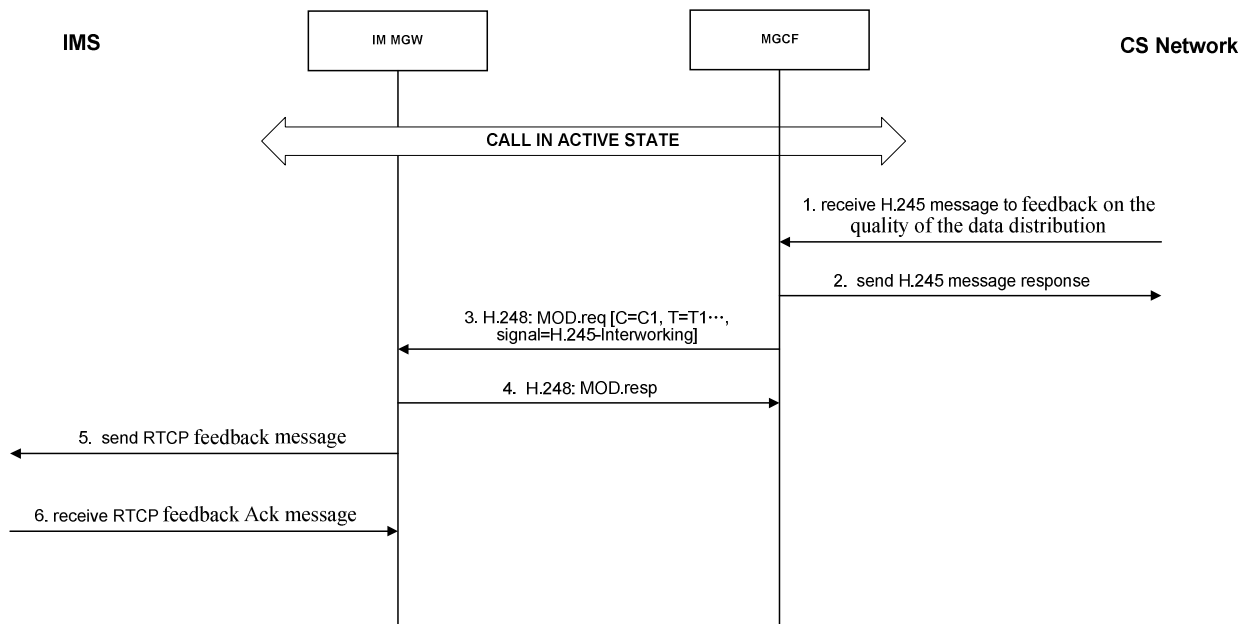 IMS
IM MGW
MGCF
CS Network
CALL IN ACTIVE STATE
1. receive H.245 message to feedback on the
quality of the data distribution
2. send H.245 message response
3. H.248: MOD.req [C=C1, T=T1···,
signal=H.245-Interworking]
4. H.248: MOD.resp
5. send RTCP feedback message
6. receive RTCP feedback Ack message